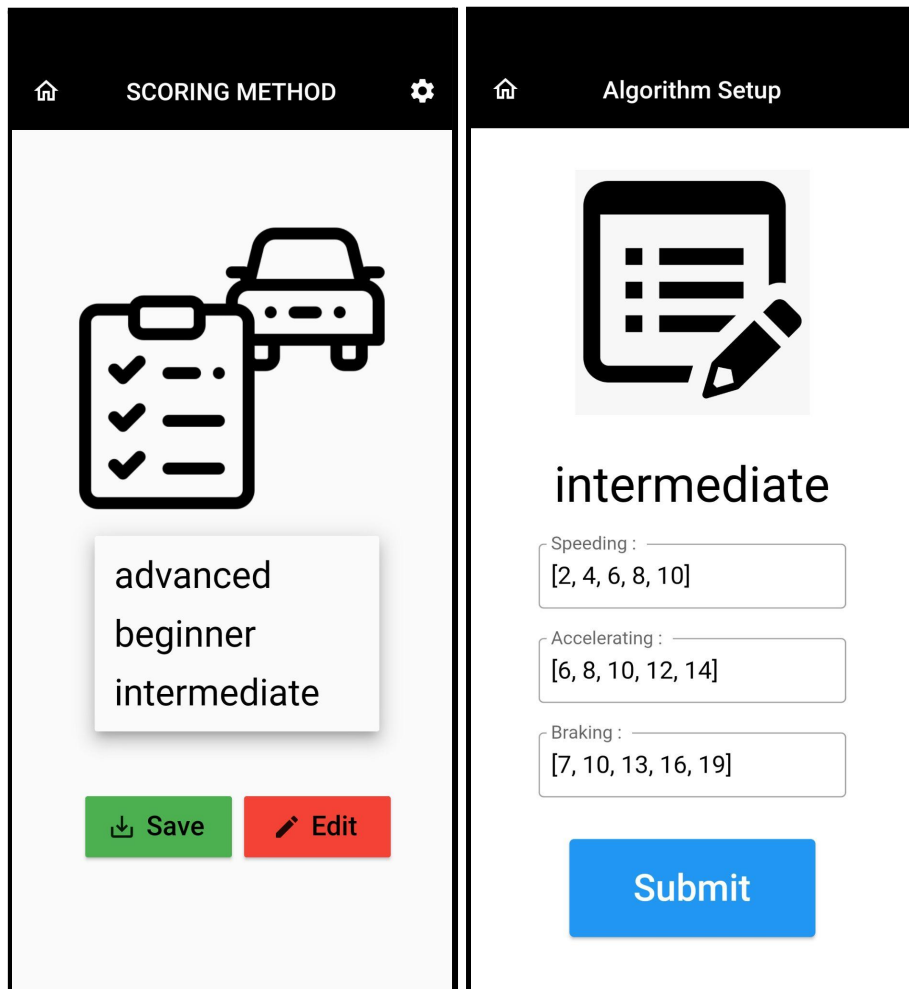 SCORING METHOD
advanced
beginner
intermediate
Save
Edit
Algorithm Setup
intermediate
Speeding :
[2, 4, 6, 8, 10]
Accelerating :
[6, 8, 10, 12, 14]
Braking :
[7, 10, 13, 16, 19]
Submit